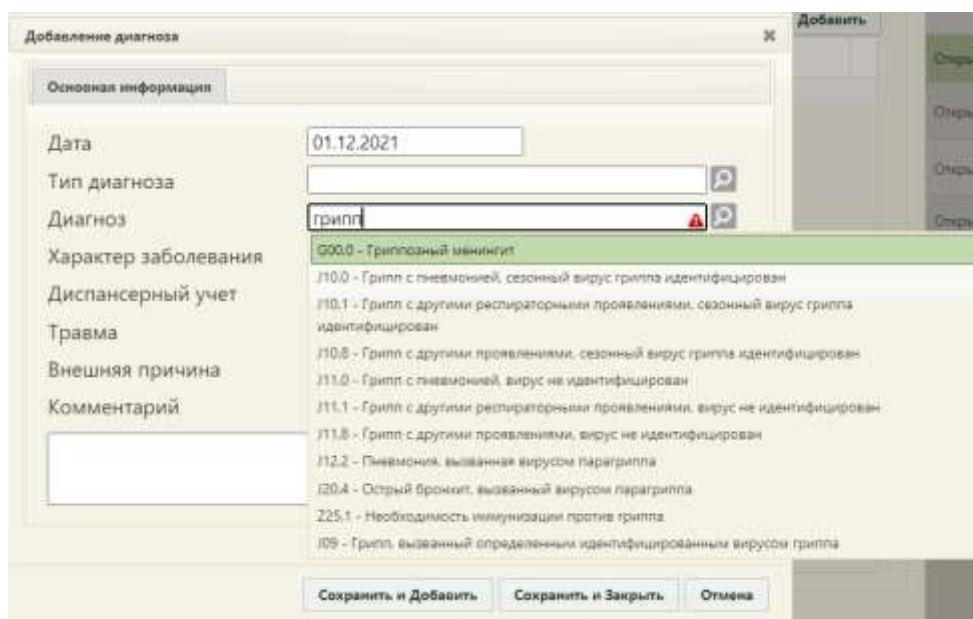 Добавить
Добавление диагноза
Основная информация
Дата
01.12.2021
Тип диагноза
Диагноз
грипп
Характер заболевания
Диспансерный учет
Травма
Внешняя причина
Комментарий
G00.0 - Гриппозный менингит
J10.0 - Грипп с пневмонией, сезонный вирус гриппа идентифицирован
J10.1 - Грипп с другими респираторными проявлениями, сезонный вирус гриппа
идентифицирован
J10.8 - Грипп с другими проявлениями, сезонный вирус гриппа идентифицирован
J11.0 - Грипп с пневмонией, вирус не идентифицирован
J11.1 - Грипп с другими респираторными проявлениями, вирус не идентифицирован
J11.8 - Грипп с другими проявлениями, вирус не идентифицирован
J12.2 - Пневмония, вызванная вирусом парагриппа
J20.4 - Острый бронхит, вызванный вирусом парагриппа
Z25.1 - Необходимость иммунизации против гриппа
J09 - Грипп, вызванный определенным идентифицированным вирусом гриппа
Сохранить и Добавить
Сохранить и Закрыть
Отмена